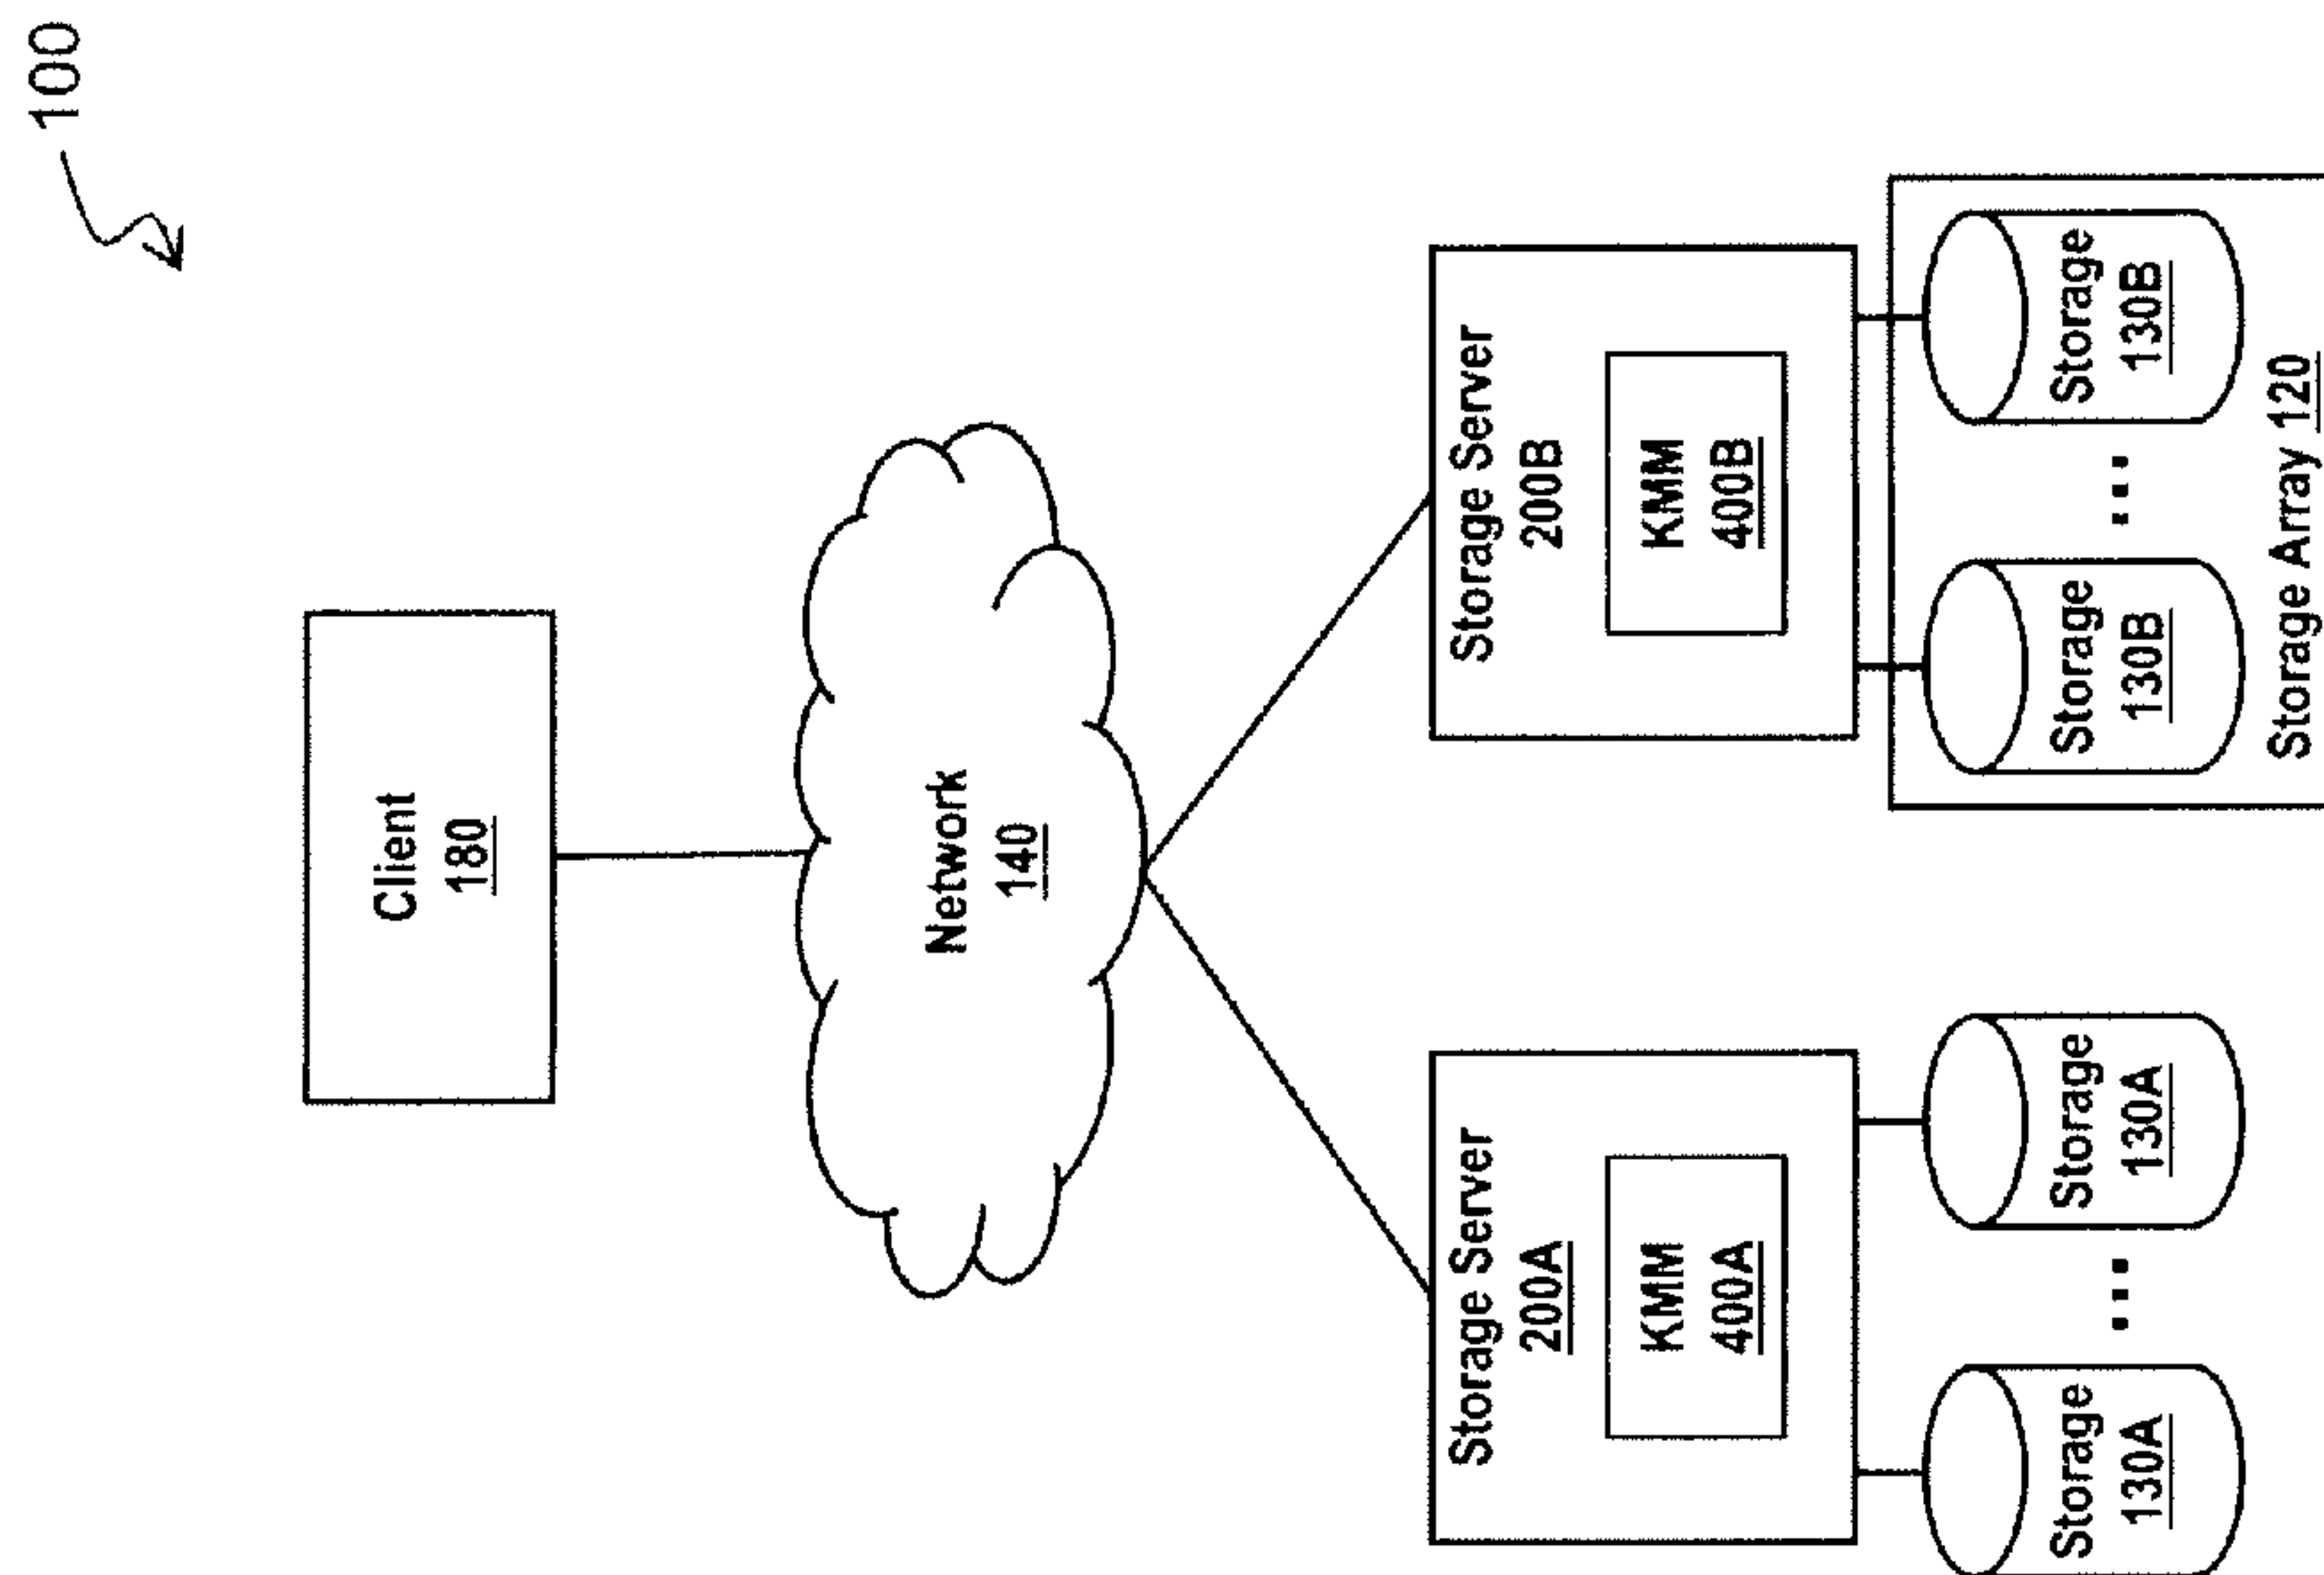 100
Client
180
Network
140
Storage Server
200A
KMM
400A
Storage
130A
...
Storage
130A
Storage Server
200B
KMM
400B
Storage
130B
...
Storage
130B
Storage Array 120